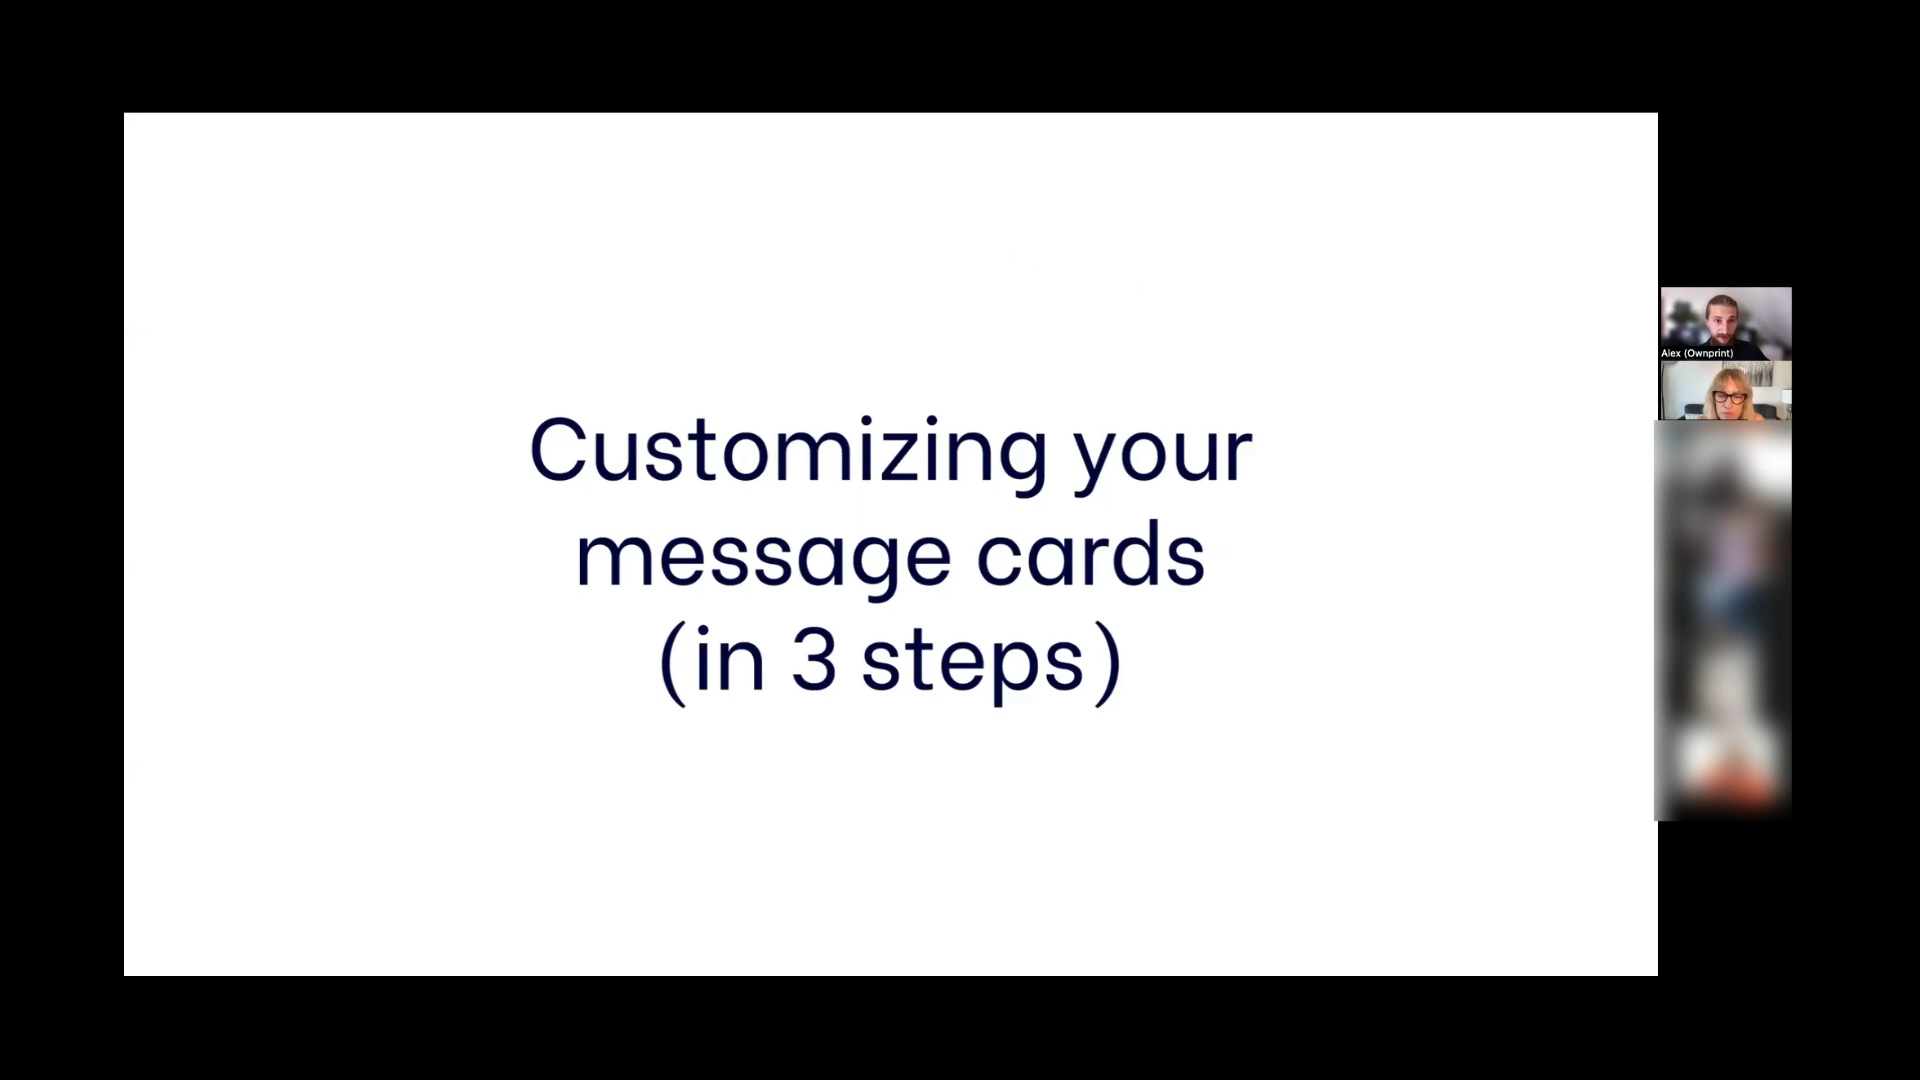 Customizing your
message cards
(in 3 steps)
Alex (Ownprint)